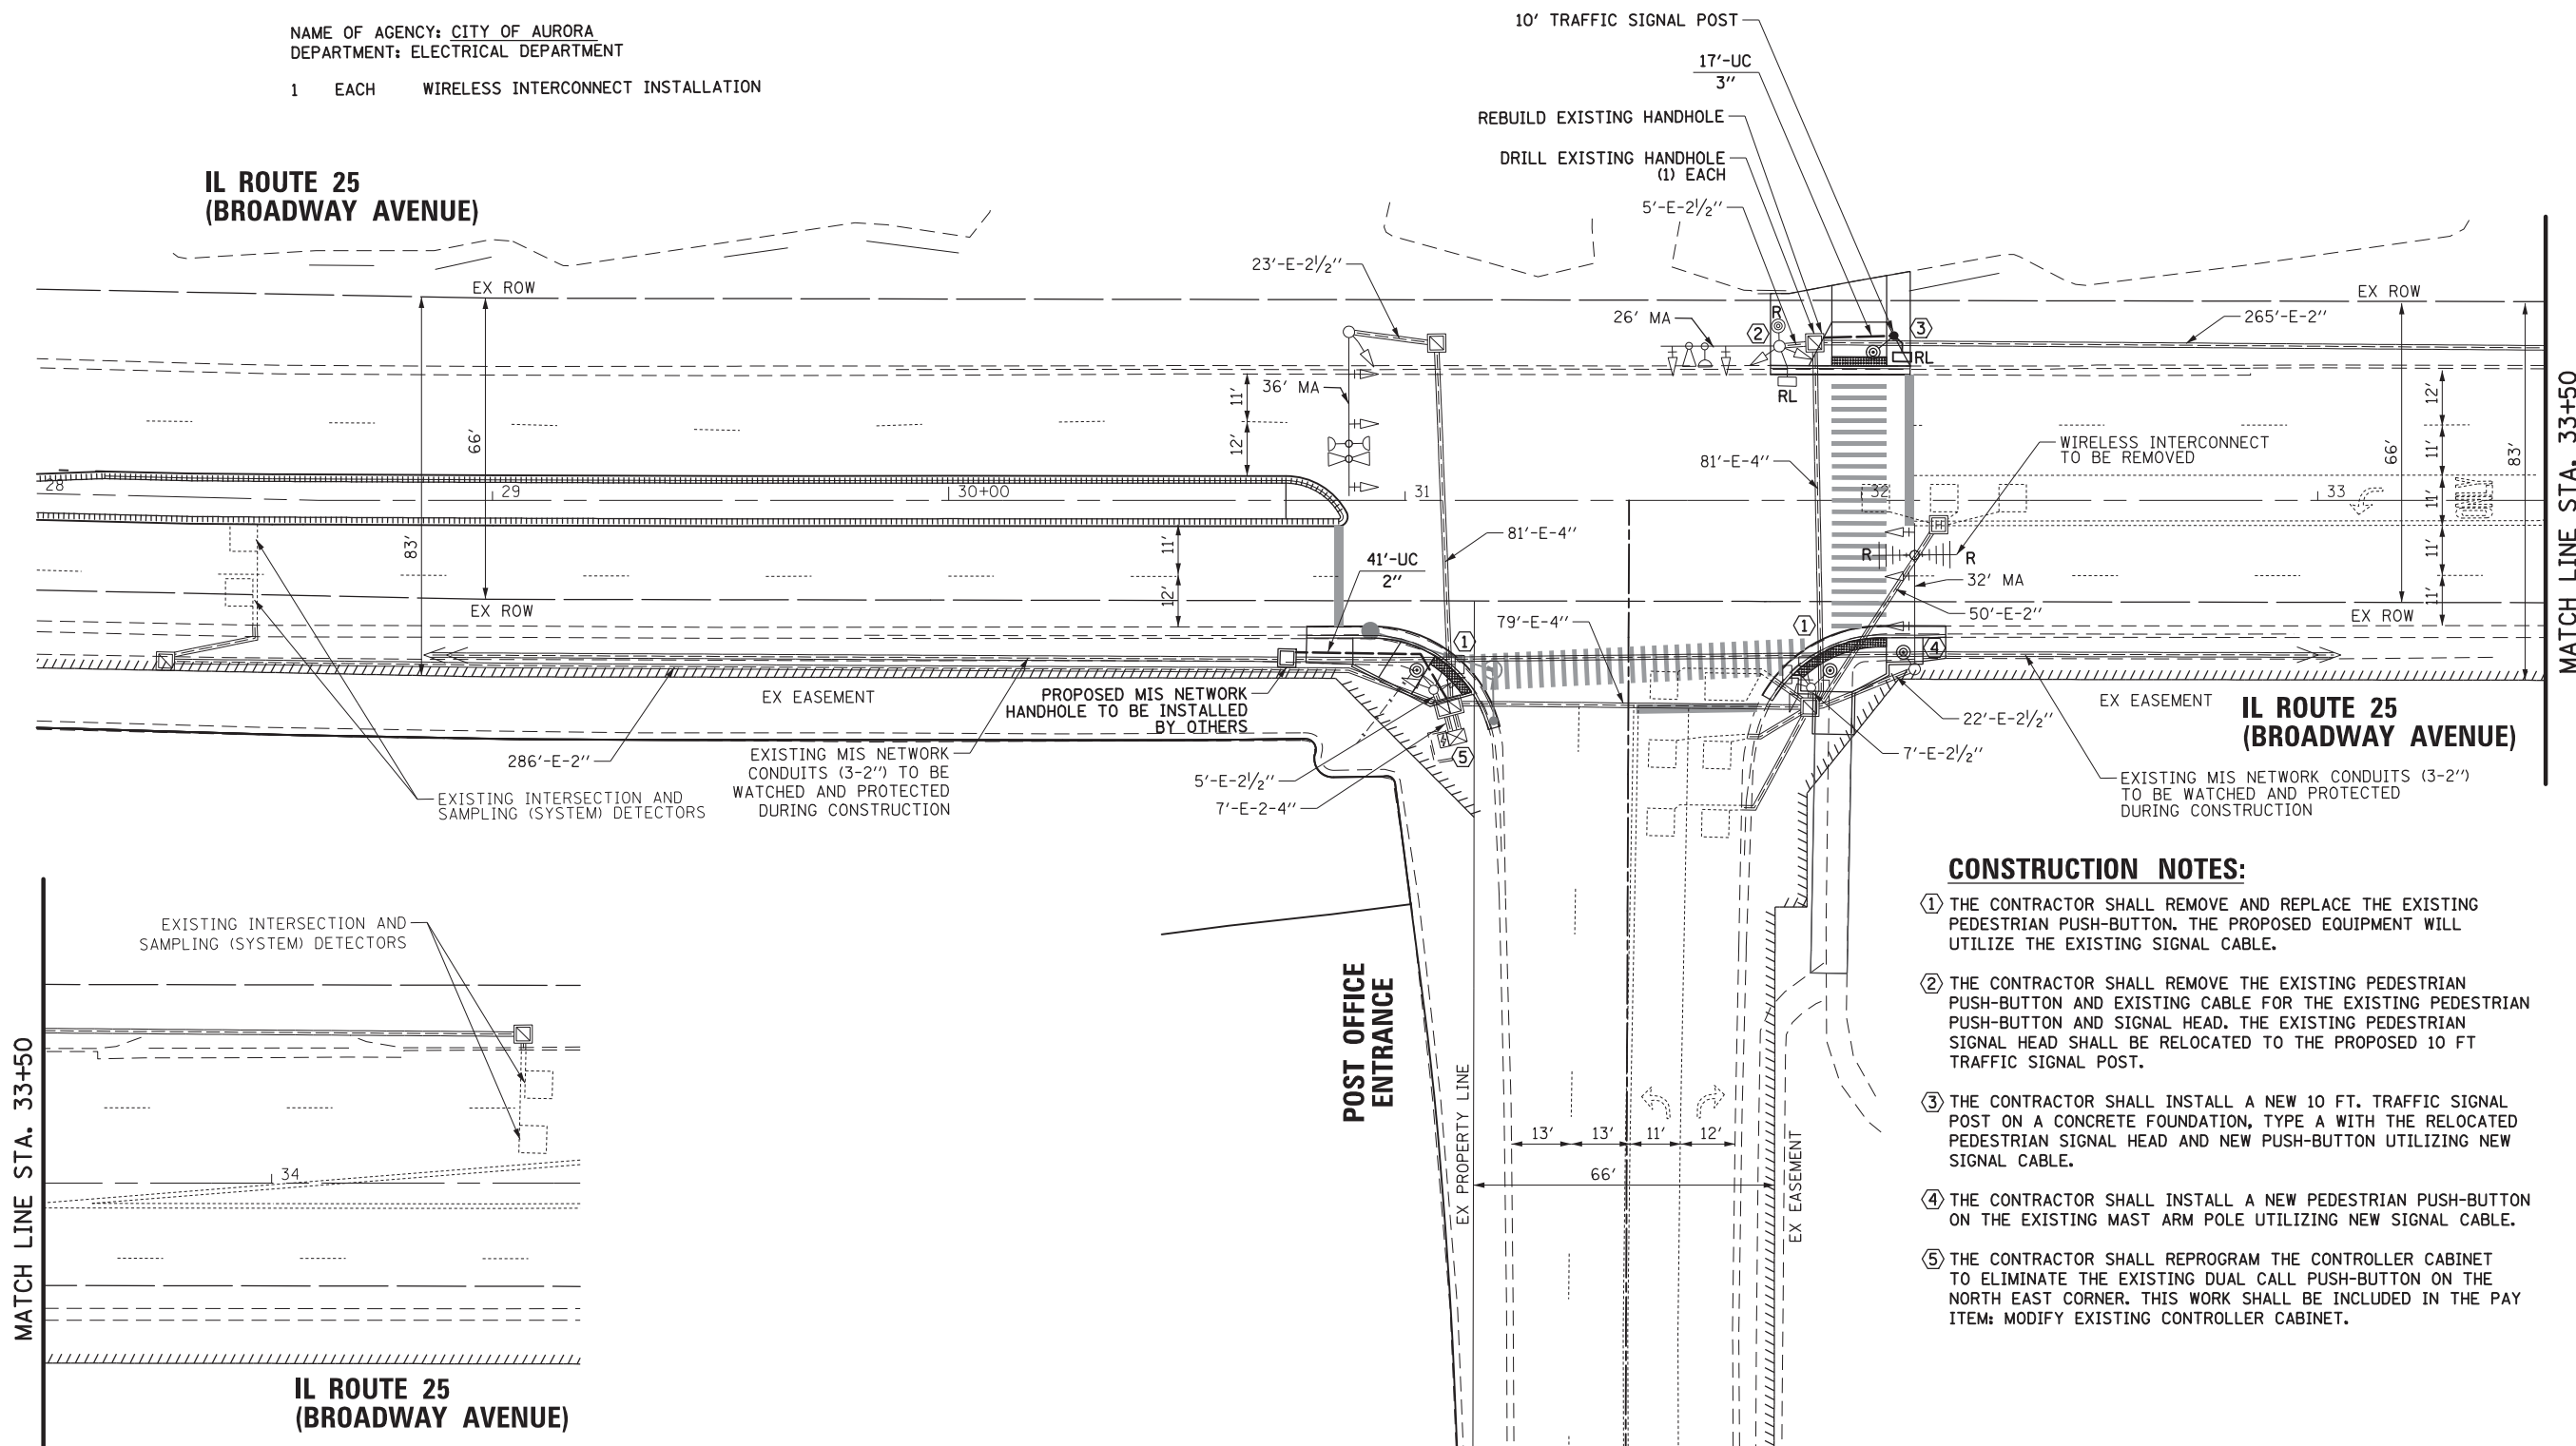 NAME OF AGENCY: CITY OF AURORA
DEPARTMENT: ELECTRICAL DEPARTMENT
1 EACH WIRELESS INTERCONNECT INSTALLATION
IL ROUTE 25
(BROADWAY AVENUE)
10' TRAFFIC SIGNAL POST
17'-UC
3"
REBUILD EXISTING HANDHOLE
DRILL EXISTING HANDHOLE
(1) EACH
5'-E-2 1/2"
23'-E-2 1/2"
EX ROW
EX ROW
26' MA
R
2
3
265'-E-2"
RL
RL
36' MA
11'
12'
66'
83'
12'
11'
11'
11'
11'
66'
83'
MATCH LINE STA. 33+50
WIRELESS INTERCONNECT
TO BE REMOVED
81'-E-4"
28
29
30+00
31
32
33
81'-E-4"
R
R
11'
12'
41'-UC
2"
32' MA
50'-E-2"
EX ROW
EX ROW
79'-E-4"
1
1
4
EX EASEMENT
PROPOSED MIS NETWORK
HANDHOLE TO BE INSTALLED
BY OTHERS
EX EASEMENT
IL ROUTE 25
(BROADWAY AVENUE)
22'-E-2 1/2"
7'-E-2 1/2"
286'-E-2"
EXISTING MIS NETWORK
CONDUITS (3-2") TO BE
WATCHED AND PROTECTED
DURING CONSTRUCTION
5
5'-E-2 1/2"
7'-E-2-4"
EXISTING INTERSECTION AND
SAMPLING (SYSTEM) DETECTORS
EXISTING MIS NETWORK CONDUITS (3-2")
TO BE WATCHED AND PROTECTED
DURING CONSTRUCTION
EXISTING INTERSECTION AND
SAMPLING (SYSTEM) DETECTORS
MATCH LINE STA. 33+50
34
IL ROUTE 25
(BROADWAY AVENUE)
POST OFFICE
ENTRANCE
EX PROPERTY LINE
13'
13'
11'
12'
66'
EX EASEMENT
CONSTRUCTION NOTES:
1 THE CONTRACTOR SHALL REMOVE AND REPLACE THE EXISTING
PEDESTRIAN PUSH-BUTTON. THE PROPOSED EQUIPMENT WILL
UTILIZE THE EXISTING SIGNAL CABLE.
2 THE CONTRACTOR SHALL REMOVE THE EXISTING PEDESTRIAN
PUSH-BUTTON AND EXISTING CABLE FOR THE EXISTING PEDESTRIAN
PUSH-BUTTON AND SIGNAL HEAD. THE EXISTING PEDESTRIAN
SIGNAL HEAD SHALL BE RELOCATED TO THE PROPOSED 10 FT
TRAFFIC SIGNAL POST.
3 THE CONTRACTOR SHALL INSTALL A NEW 10 FT. TRAFFIC SIGNAL
POST ON A CONCRETE FOUNDATION, TYPE A WITH THE RELOCATED
PEDESTRIAN SIGNAL HEAD AND NEW PUSH-BUTTON UTILIZING NEW
SIGNAL CABLE.
4 THE CONTRACTOR SHALL INSTALL A NEW PEDESTRIAN PUSH-BUTTON
ON THE EXISTING MAST ARM POLE UTILIZING NEW SIGNAL CABLE.
5 THE CONTRACTOR SHALL REPROGRAM THE CONTROLLER CABINET
TO ELIMINATE THE EXISTING DUAL CALL PUSH-BUTTON ON THE
NORTH EAST CORNER. THIS WORK SHALL BE INCLUDED IN THE PAY
ITEM: MODIFY EXISTING CONTROLLER CABINET.